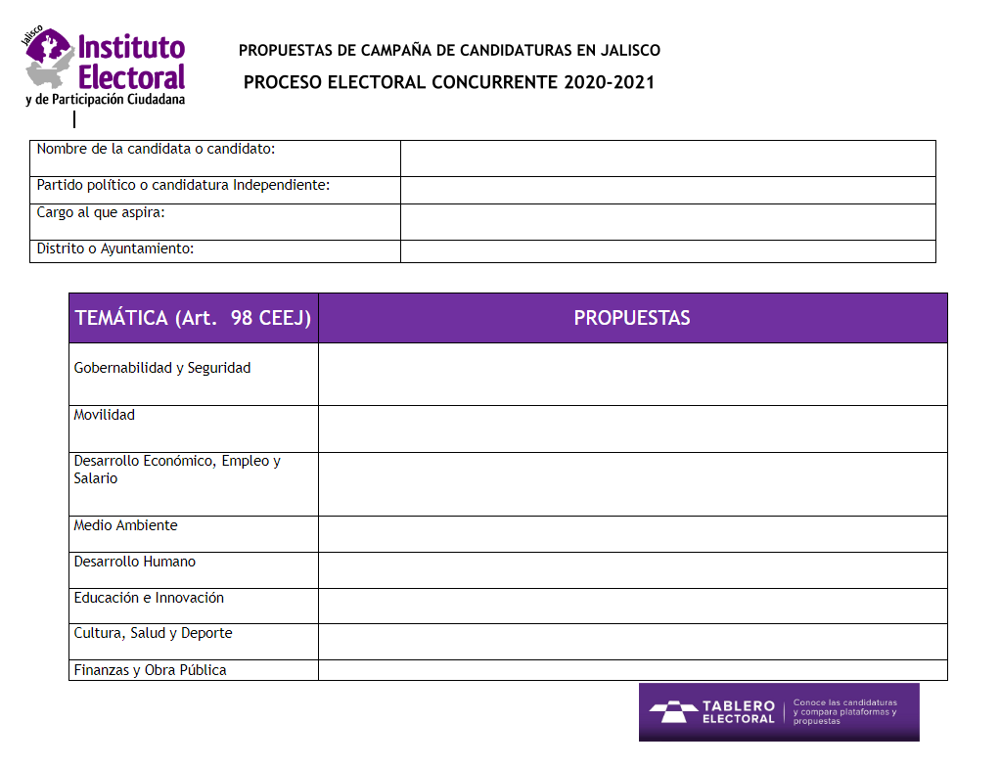 Jalisco
Instituto
Electoral
y de Participación Ciudadana
PROPUESTAS DE CAMPAÑA DE CANDIDATURAS EN JALISCO
PROCESO ELECTORAL CONCURRENTE 2020-2021
Nombre de la candidata o candidato:
Partido político o candidatura Independiente:
Cargo al que aspira:
Distrito o Ayuntamiento:
TEMÁTICA (Art. 98 CEEJ) PROPUESTAS
Gobernabilidad y Seguridad
Movilidad
Desarrollo Económico, Empleo y
Salario
Medio Ambiente
Desarrollo Humano
Educación e Innovación
Cultura, Salud y Deporte
Finanzas y Obra Pública
TABLERO
ELECTORAL
Conoce las candidaturas
y compara plataformas y
propuestas